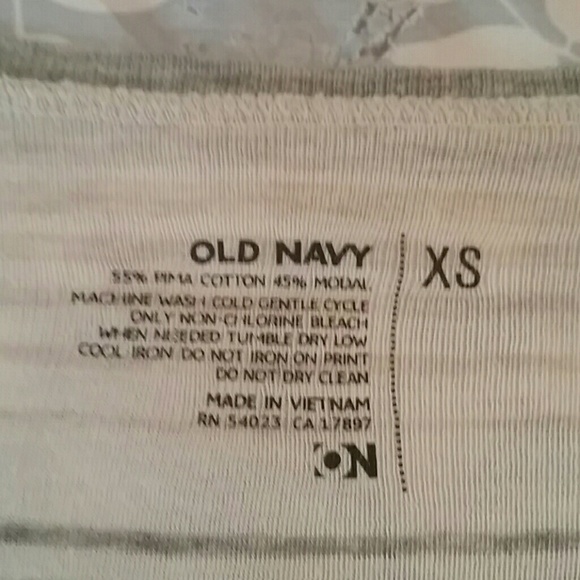 OLD NAVY
55% PIMA COTTON 45% MODAL
MACHINE WASH COLD GENTLE CYCLE
ONLY NON-CHLORINE BLEACH
WHEN NEEDED TUMBLE DRY LOW
COOL IRON DO NOT IRON ON PRINT
DO NOT DRY CLEAN
MADE IN VIETNAM
RN 54023 CA 17897
ON
XS